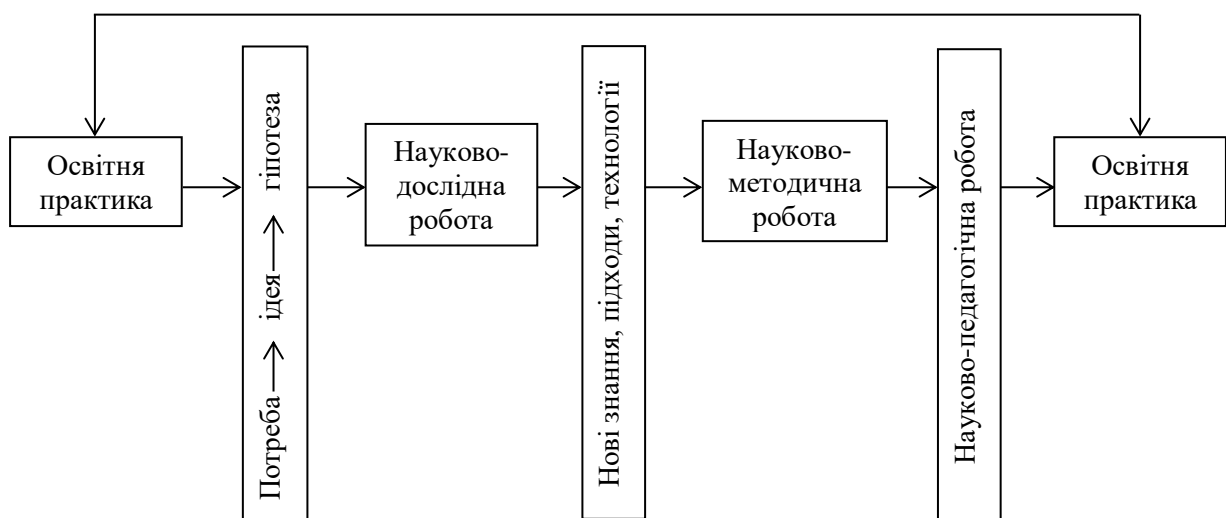 Освітня
практика
Потреба ідея гіпотеза
Науково-
дослідна
робота
Нові знання, підходи, технології
Науково-
методична
робота
Науково-педагогічна робота
Освітня
практика